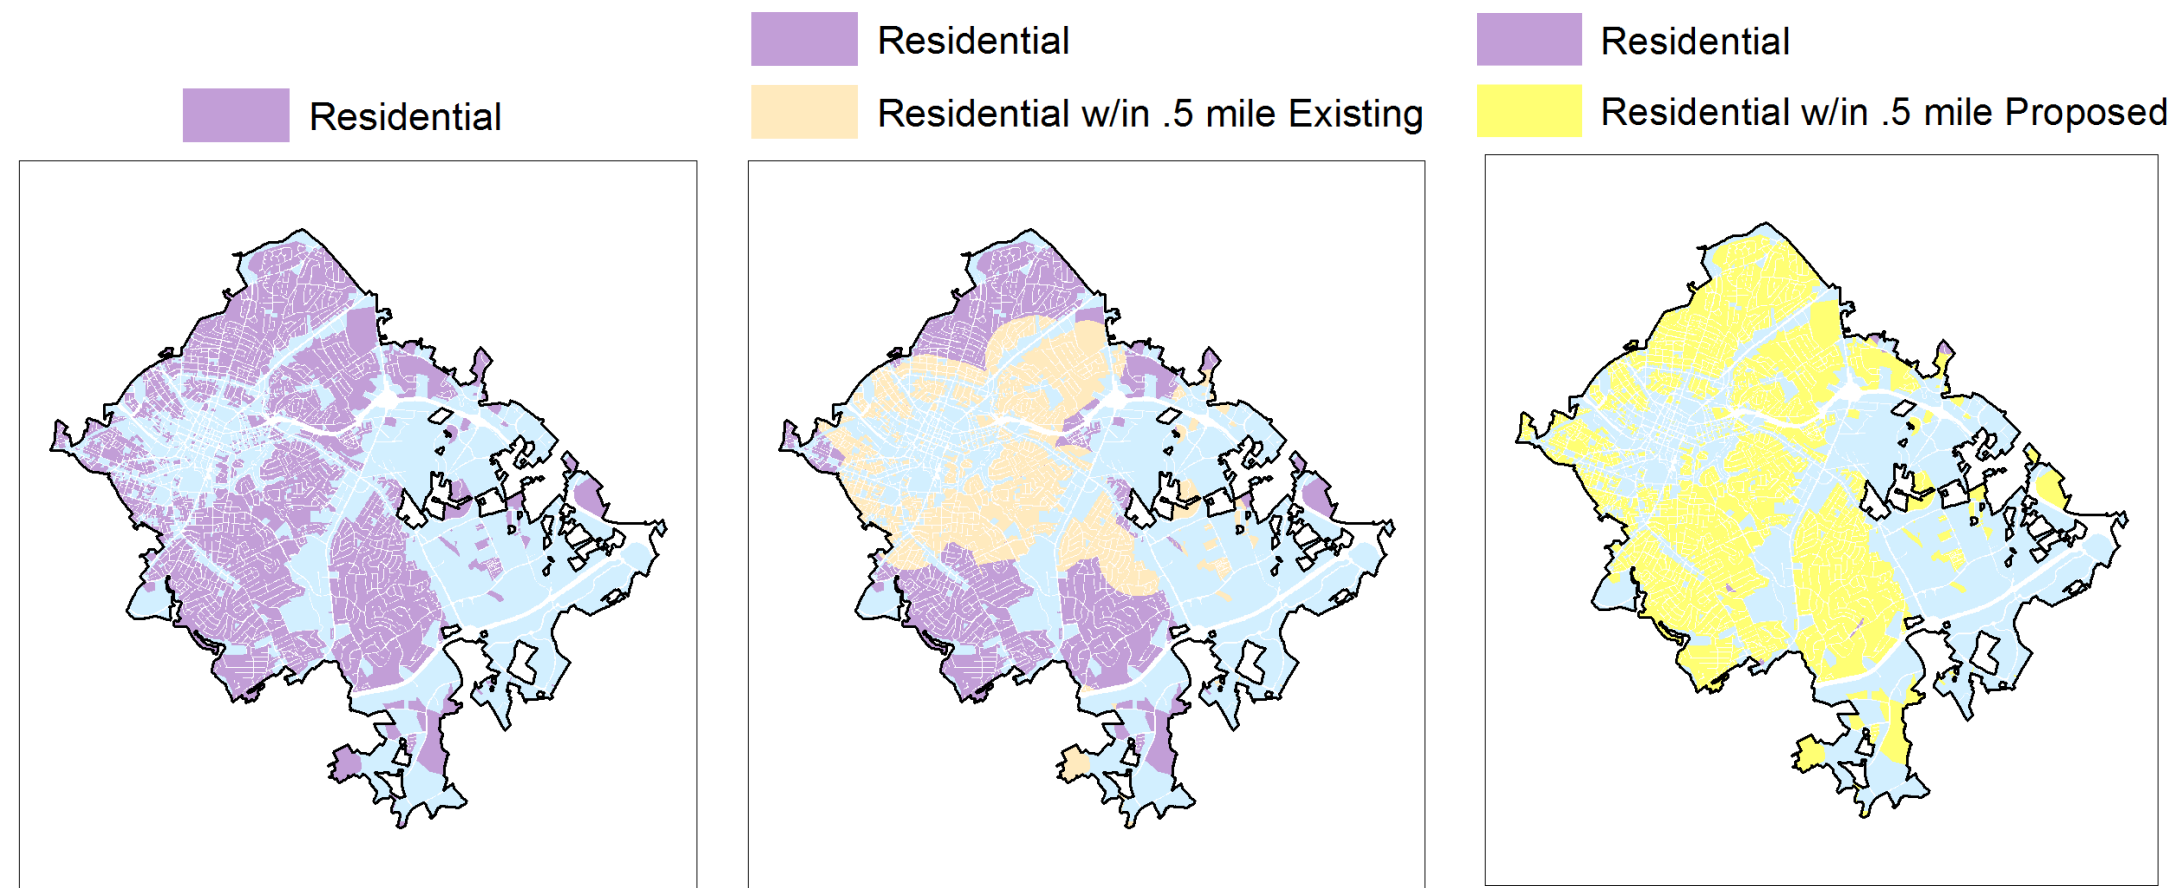 Residential
Residential
Residential w/in .5 mile Existing
Residential
Residential w/in .5 mile Proposed